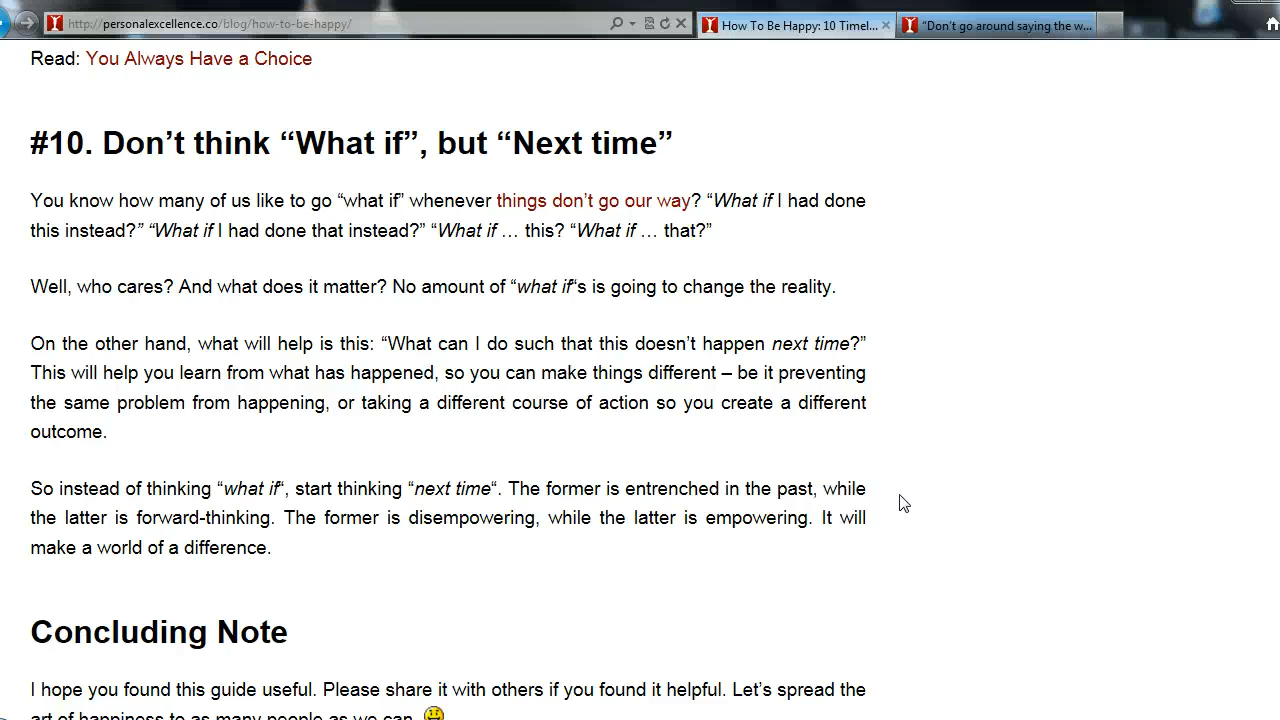 http://personalexcellence.co/blog/how-to-be-happy/
How To Be Happy: 10 Timel...
"Don't go around saying the w...
Read: You Always Have a Choice
#10. Don’t think “What if”, but “Next time”
You know how many of us like to go “what if” whenever things don’t go our way? “What if I had done
this instead?” “What if I had done that instead?” “What if … this? “What if … that?”
Well, who cares? And what does it matter? No amount of “what if“s is going to change the reality.
On the other hand, what will help is this: “What can I do such that this doesn’t happen next time?”
This will help you learn from what has happened, so you can make things different – be it preventing
the same problem from happening, or taking a different course of action so you create a different
outcome.
So instead of thinking “what if“, start thinking “next time“. The former is entrenched in the past, while
the latter is forward-thinking. The former is disempowering, while the latter is empowering. It will
make a world of a difference.
Concluding Note
I hope you found this guide useful. Please share it with others if you found it helpful. Let’s spread the
art of happiness to as many people as we can.